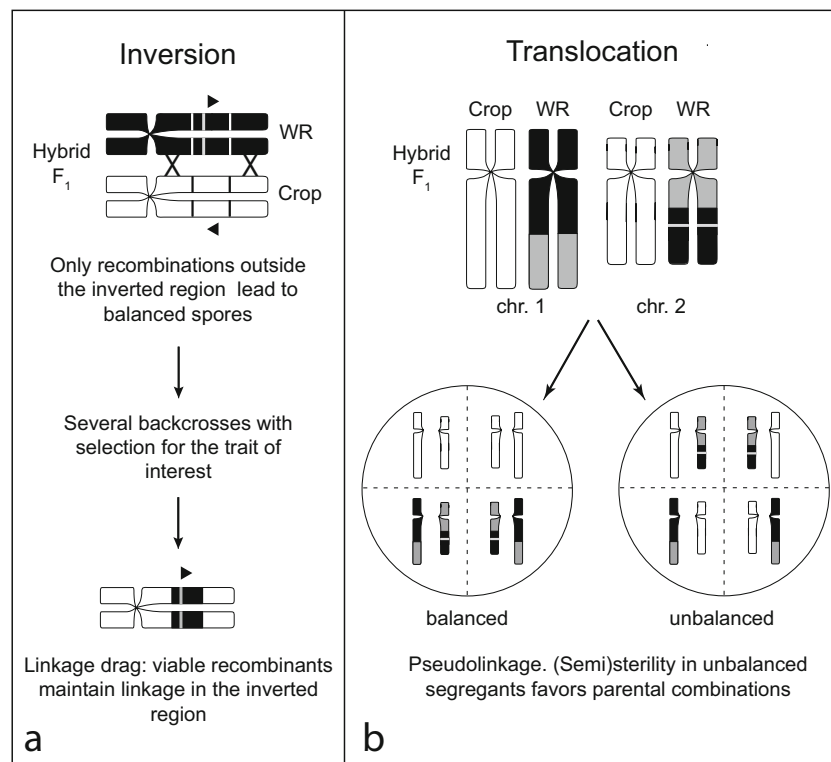 Inversion
WR
Hybrid
F1
Crop
Only recombinations outside
the inverted region lead to
balanced spores
Several backcrosses with
selection for the trait of
interest
Linkage drag: viable recombinants
maintain linkage in the inverted
region
a
Translocation
Crop WR Crop WR
Hybrid
F1
chr. 1 chr. 2
balanced unbalanced
Pseudolinkage. (Semi)sterility in unbalanced
segregants favors parental combinations
b